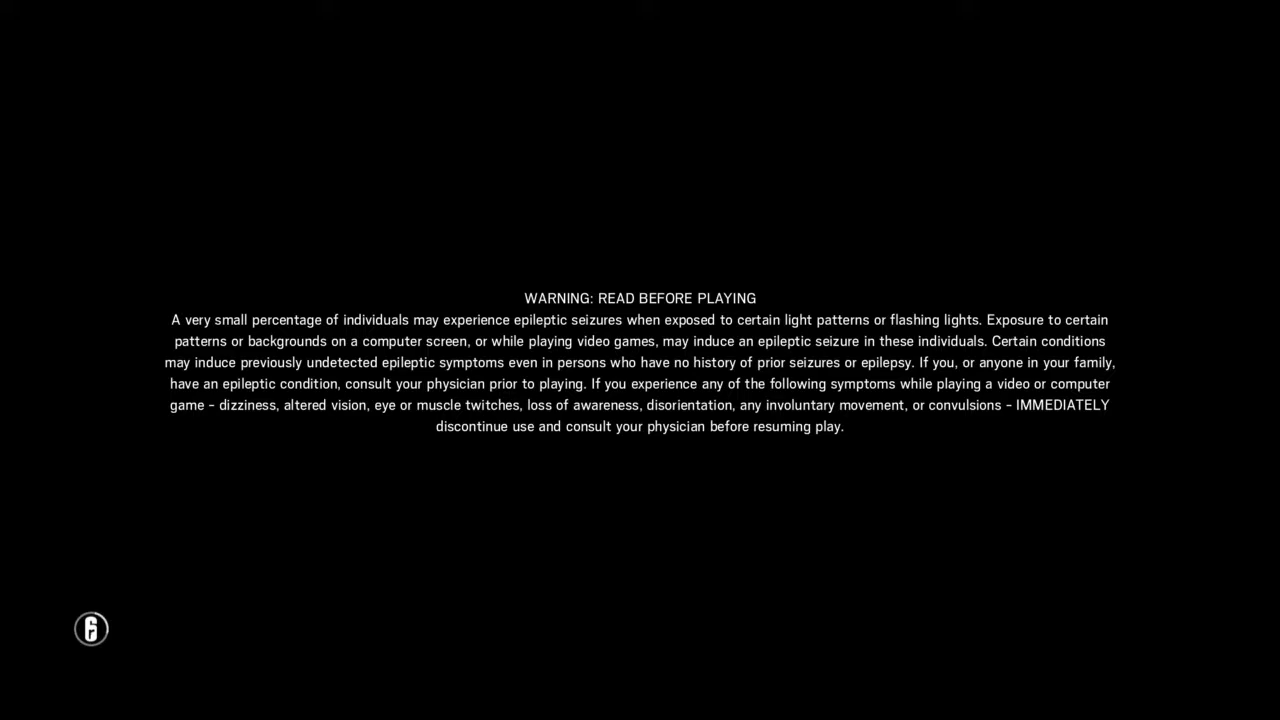 WARNING: READ BEFORE PLAYING
A very small percentage of individuals may experience epileptic seizures when exposed to certain light patterns or flashing lights. Exposure to certain
patterns or backgrounds on a computer screen, or while playing video games, may induce an epileptic seizure in these individuals. Certain conditions
may induce previously undetected epileptic symptoms even in persons who have no history of prior seizures or epilepsy. If you, or anyone in your family,
have an epileptic condition, consult your physician prior to playing. If you experience any of the following symptoms while playing a video or computer
game - dizziness, altered vision, eye or muscle twitches, loss of awareness, disorientation, any involuntary movement, or convulsions - IMMEDIATELY
discontinue use and consult your physician before resuming play.
6